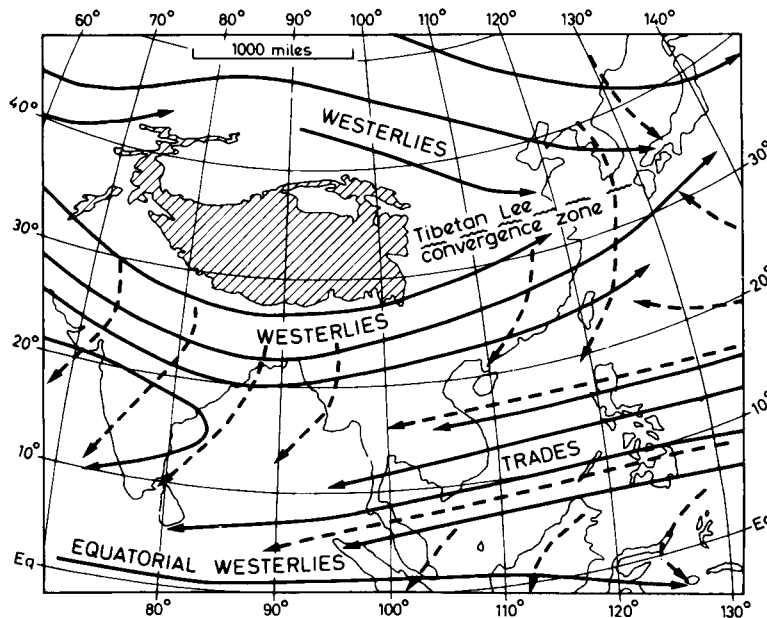 60° 70° 80° 90° 100° 110° 120° 130° 140°
1000 miles
40°
WESTERLIES
30°
30°
Tibetan Lee
convergence zone
20°
WESTERLIES
20°
10°
10°
TRADES
Eq
EQUATORIAL WESTERLIES
Eq
80° 90° 100° 110° 120° 130°